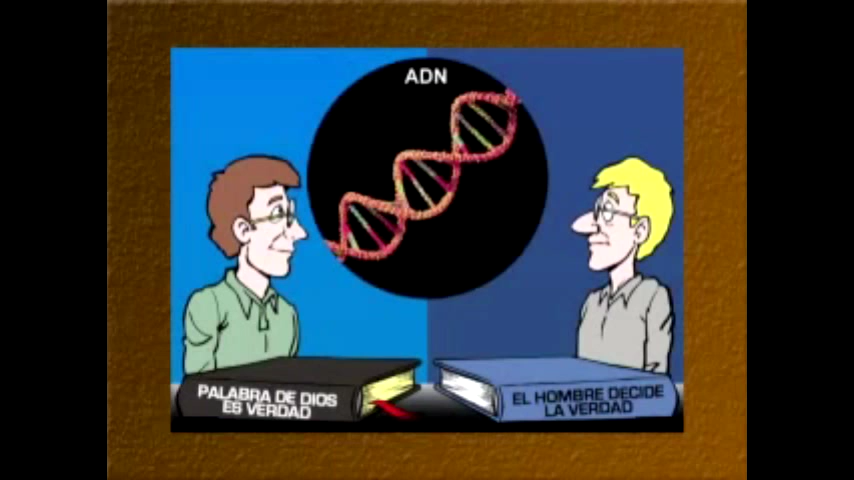 ADN
PALABRA DE DIOS
ES VERDAD
EL HOMBRE DECIDE
LA VERDAD